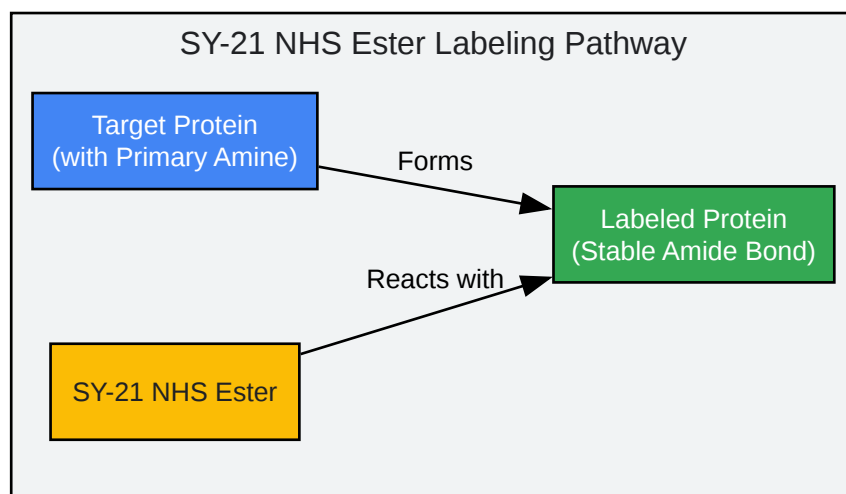 SY-21 NHS Ester Labeling Pathway
Target Protein
(with Primary Amine)
Forms
Labeled Protein
(Stable Amide Bond)
Reacts with
SY-21 NHS Ester